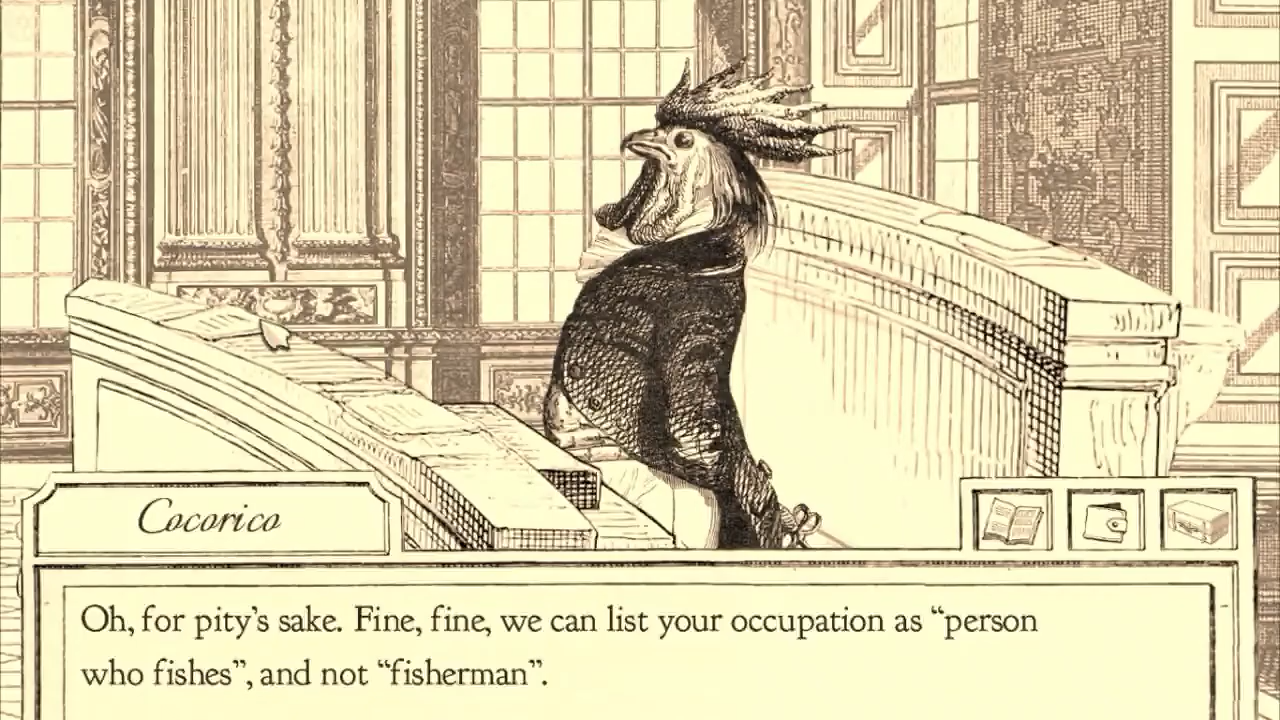 Cocorico
Oh, for pity’s sake. Fine, fine, we can list your occupation as “person
who fishes”, and not “fisherman”.